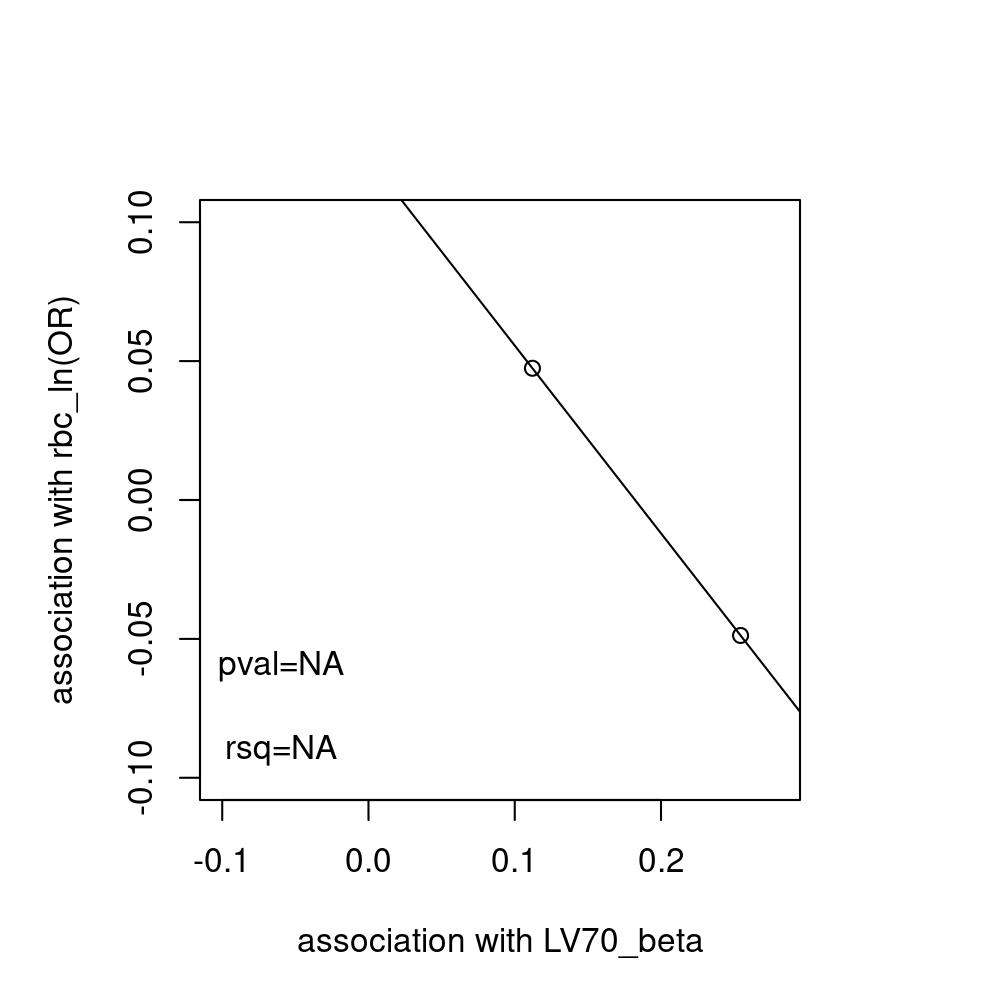 association with rbc_ln(OR)
0.10
0.05
0.00
-0.05
-0.10
pval=NA
rsq=NA
-0.1 0.0 0.1 0.2
association with LV70_beta